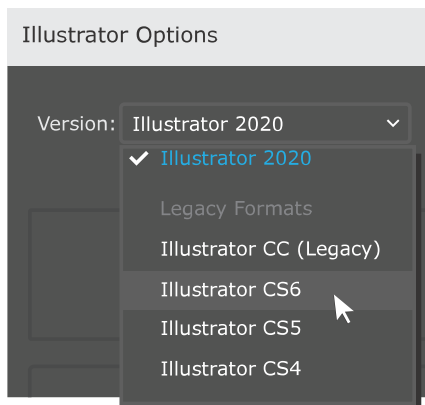 Illustrator Options
Version: Illustrator 2020
Illustrator 2020
Legacy Formats
Illustrator CC (Legacy)
Illustrator CS6
Illustrator CS5
Illustrator CS4